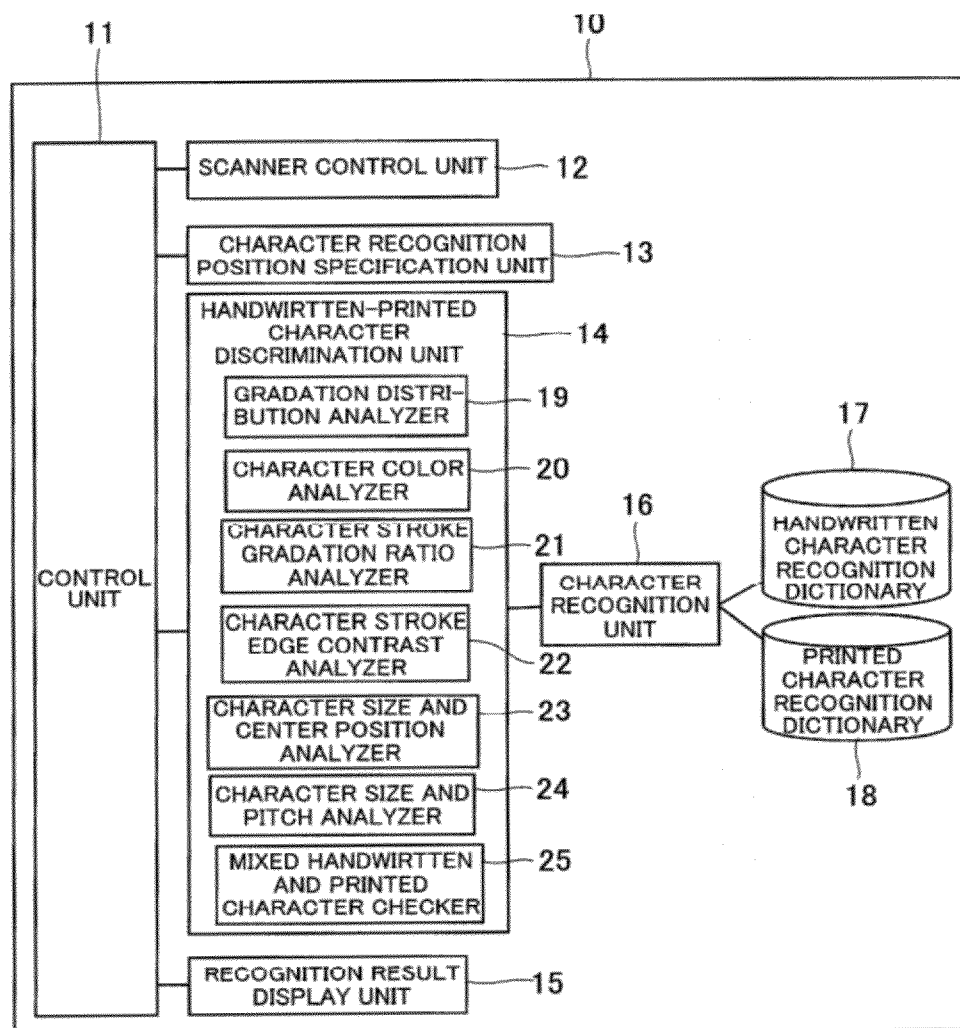 11
10
CONTROL
UNIT
SCANNER CONTROL UNIT
12
CHARACTER RECOGNITION
POSITION SPECIFICATION UNIT
13
HANDWIRTTEN-PRINTED
CHARACTER
DISCRIMINATION UNIT
14
GRADATION DISTRI-
BUTION ANALYZER
19
CHARACTER COLOR
ANALYZER
20
CHARACTER STROKE
GRADATION RATIO
ANALYZER
21
CHARACTER STROKE
EDGE CONTRAST
ANALYZER
22
CHARACTER SIZE AND
CENTER POSITION
ANALYZER
23
CHARACTER SIZE AND
PITCH ANALYZER
24
MIXED HANDWIRTTEN
AND PRINTED
CHARACTER CHECKER
25
RECOGNITION RESULT
DISPLAY UNIT
15
16
CHARACTER
RECOGNITION
UNIT
17
HANDWRITTEN
CHARACTER
RECOGNITION
DICTIONARY
PRINTED
CHARACTER
RECOGNITION
DICTIONARY
18